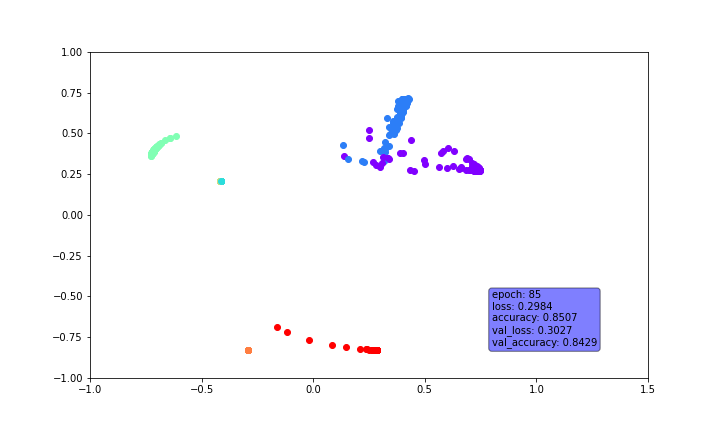 1.00
0.75
0.50
0.25
0.00
−0.25
−0.50
−0.75
−1.00
epoch: 85
loss: 0.2984
accuracy: 0.8507
val_loss: 0.3027
val_accuracy: 0.8429
−1.0 −0.5 0.0 0.5 1.0 1.5